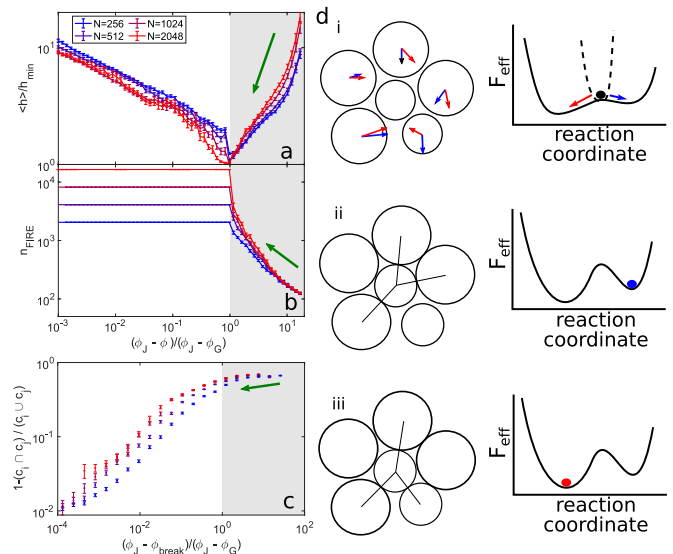 N=256 N=1024
N=512 N=2048
<h>/h_min
10^1
10^0
a
n_FIRE
10^4
10^3
10^2
b
10^-3 10^-2 10^-1 10^0 10^1
(ϕ_J - ϕ)/(ϕ_J - ϕ_G)
1-(c_i ∩ c_j) / (c_i ∪ c_j)
10^0
10^-1
10^-2
c
10^-4 10^-2 10^0 10^2
(ϕ_J - ϕ_break)/(ϕ_J - ϕ_G)
d
i
F_eff
reaction
coordinate
ii
F_eff
reaction
coordinate
iii
F_eff
reaction
coordinate